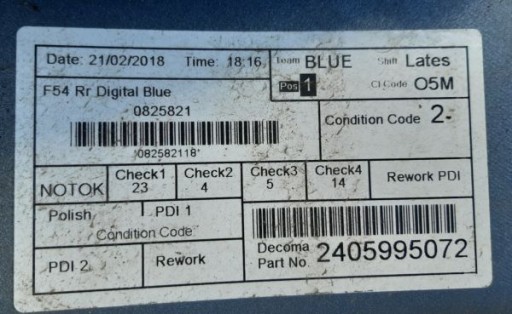 Date: 21/02/2018 Time: 18:16 Team BLUE Shift Lates
F54 Rr Digital Blue Pos 1 Cl Code O5M
0825821
Condition Code 2-
*082582118*
NOTOK Check1 23 Check2 4 Check3 5 Check4 14 Rework PDI
Polish PDI 1
Condition Code
PDI 2 Rework
Decoma Part No. 2405995072